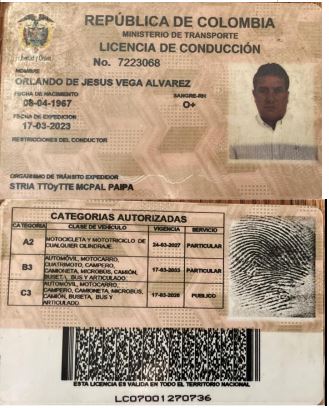 REPÚBLICA DE COLOMBIA
MINISTERIO DE TRANSPORTE
LICENCIA DE CONDUCCIÓN
No. 7223068
Libertad y Orden
NOMBRE
ORLANDO DE JESUS VEGA ALVAREZ
FECHA DE NACIMIENTO
SANGRE-RH
08-04-1967
O+
FECHA DE EXPEDICION
17-03-2023
RESTRICCIONES DEL CONDUCTOR
ORGANISMO DE TRÁNSITO EXPEDIDOR
STRIA TTOyTTE MCPAL PAIPA
CATEGORIAS AUTORIZADAS
CATEGORIA CLASE DE VEHICULO VIGENCIA SERVICIO
A2 MOTOCICLETA Y MOTOTRICICLO DE
CUALQUIER CILINDRAJE. 24-03-2027 PARTICULAR
B3 AUTOMÓVIL, MOTOCARRO,
CUATRIMOTO, CAMPERO,
CAMIONETA, MICROBUS, CAMIÓN,
BUSETA, BUS Y ARTICULADO 17-03-2033 PARTICULAR
C3 AUTOMÓVIL, MOTOCARRO,
CAMPERO, CAMIONETA, MICROBUS,
CAMIÓN, BUSETA, BUS Y
ARTICULADO 17-03-2026 PUBLICO
ESTA LICENCIA ES VALIDA EN TODO EL TERRITORIO NACIONAL
LC07001270736